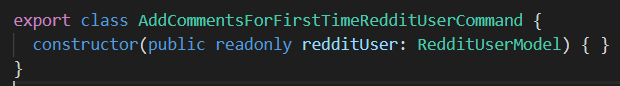 export class AddCommentsForFirstTimeRedditUserCommand {
  constructor(public readonly redditUser: RedditUserModel) { }
}